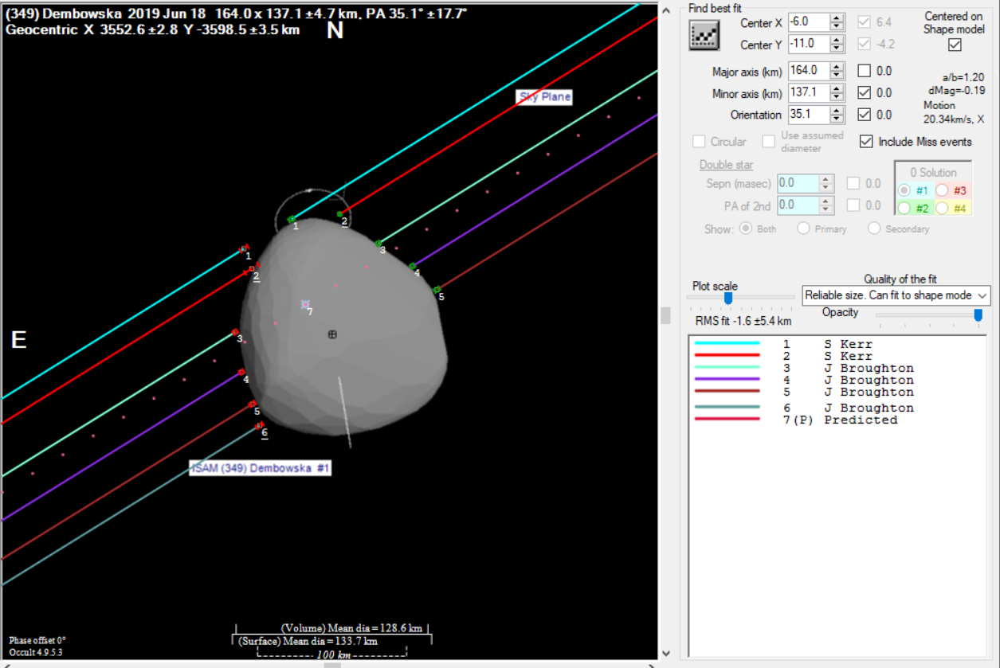 (349) Dembowska 2019 Jun 18 164.0 x 137.1 ±4.7 km, PA 35.1° ±17.7°
Geocentric X 3552.6 ±2.8 Y -3598.5 ±3.5 km
N
Sky Plane
1
2
3
4
5
1
2
7
3
4
5
6
E
ISAM (349) Dembowska #1
(Volume) Mean dia = 128.6 km
(Surface) Mean dia = 133.7 km
100 km
Phase offset 0°
Occult 4.9.5.3
Find best fit
Center X -6.0 6.4
Center Y -11.0 -4.2
Centered on
Shape model
Major axis (km) 164.0 0.0
Minor axis (km) 137.1 0.0
Orientation 35.1 0.0
a/b=1.20
dMag=-0.19
Motion
20.34km/s, X
Circular
Use assumed
diameter
Include Miss events
Double star
Sepn (masec) 0.0 0.0
PA of 2nd 0.0 0.0
0 Solution
#1 #3
#2 #4
Show: Both Primary Secondary
Plot scale
Quality of the fit
Reliable size. Can fit to shape mode
RMS fit -1.6 ±5.4 km
Opacity
1 S Kerr
2 S Kerr
3 J Broughton
4 J Broughton
5 J Broughton
6 J Broughton
7(P) Predicted